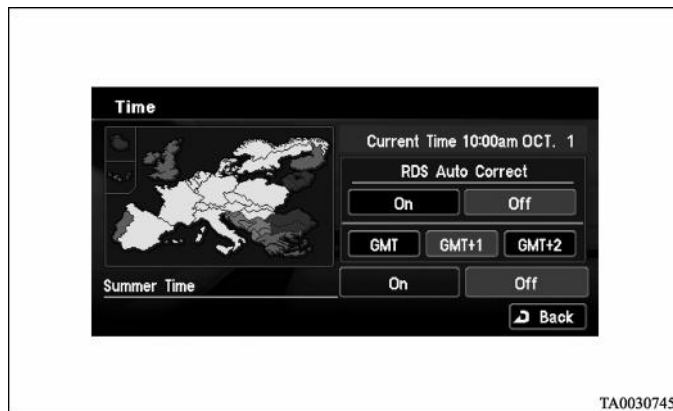 Time
Current Time 10:00am OCT. 1
RDS Auto Correct
On Off
GMT GMT+1 GMT+2
Summer Time On Off
Back
TA0030745